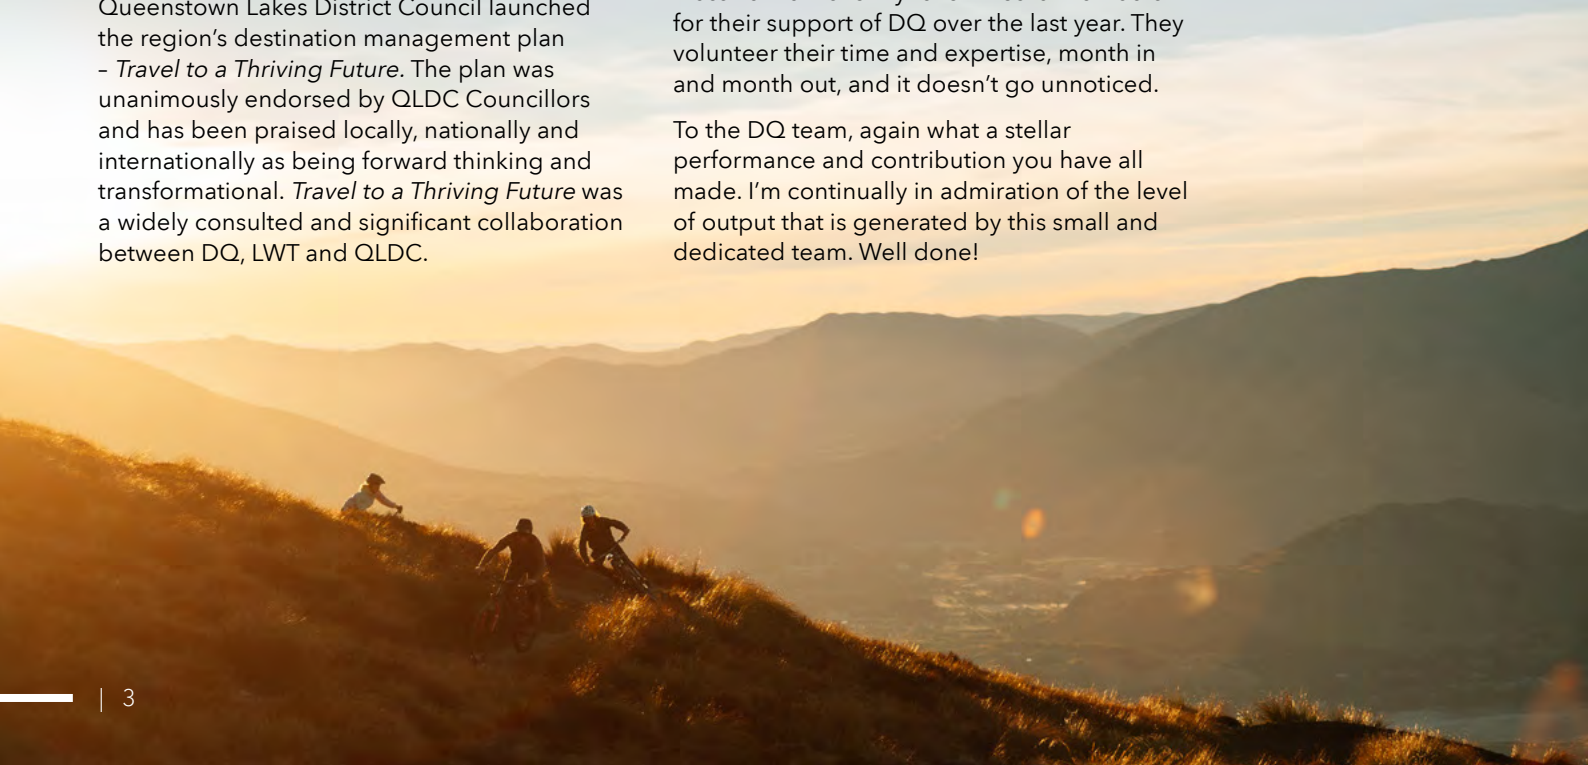 Queenstown Lakes District Council launched
the region's destination management plan
– Travel to a Thriving Future. The plan was
unanimously endorsed by QLDC Councillors
and has been praised locally, nationally and
internationally as being forward thinking and
transformational. Travel to a Thriving Future was
a widely consulted and significant collaboration
between DQ, LWT and QLDC.
for their support of DQ over the last year. They
volunteer their time and expertise, month in
and month out, and it doesn't go unnoticed.
To the DQ team, again what a stellar
performance and contribution you have all
made. I'm continually in admiration of the level
of output that is generated by this small and
dedicated team. Well done!
| 3